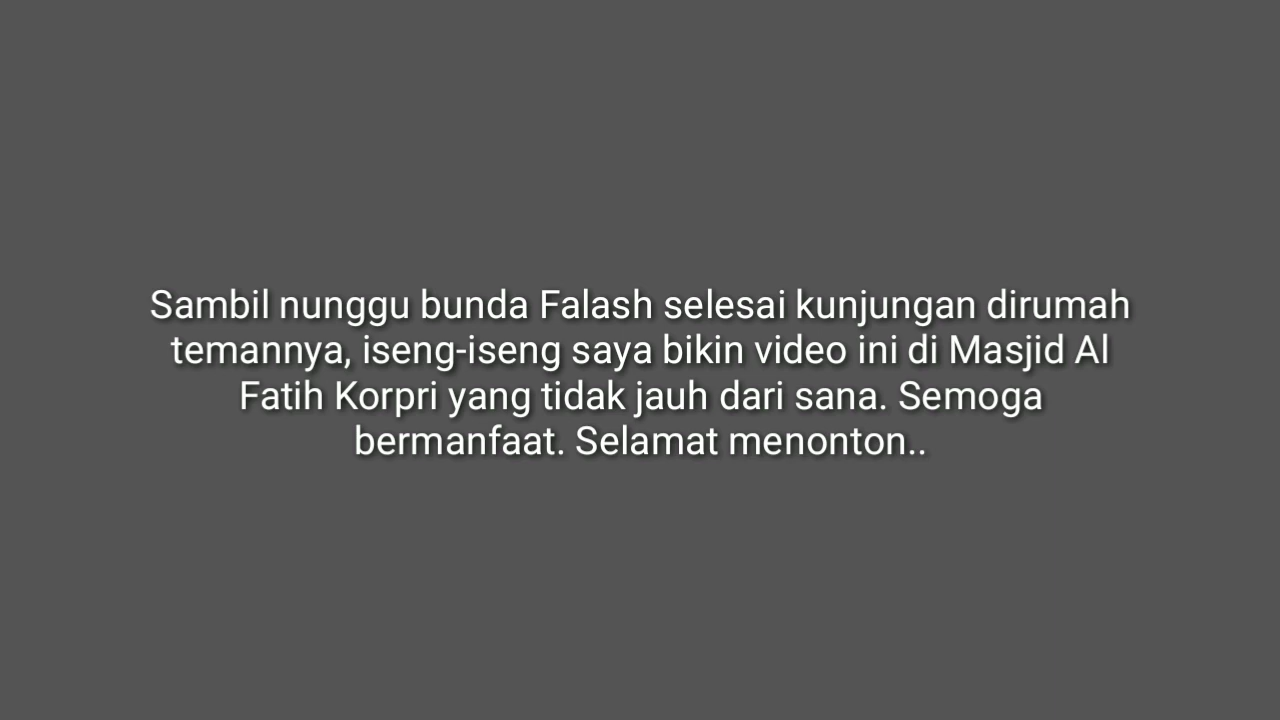 Sambil nunggu bunda Falash selesai kunjungan dirumah
temannya, iseng-iseng saya bikin video ini di Masjid Al
Fatih Korpri yang tidak jauh dari sana. Semoga
bermanfaat. Selamat menonton..